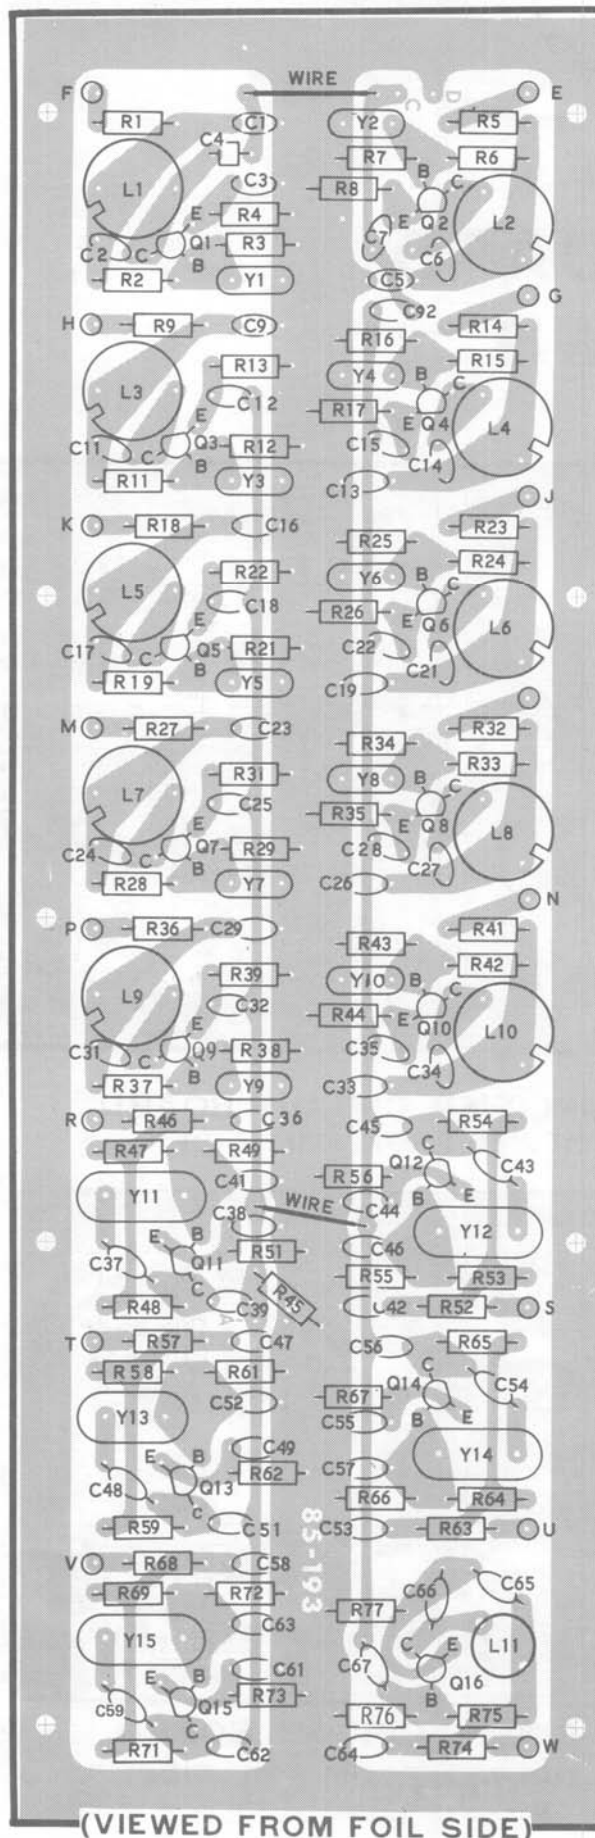 WIRE
F C D E
R1 C1 Y2 R5
C4 R7 R6
L1 C3 R8 B C
R4 E Q2 L2
E C7
C2 C Q1 R3 C6
B
R2 Y1 C5
G
C92
H R9 C9 R14
R16
R13 R15
L3 C12 Y4 B C
E R17 E Q4 L4
C11 C Q3 R12 C15
B C14
R11 Y3 C13
J
K R18 C16 R23
R25
R22 R24
L5 C18 Y6 B C
E R26 E Q6 L6
C17 C Q5 R21 C22
B C21
R19 Y5 C19
M R27 C23 R32
R34
R31 R33
L7 C25 Y8 B C
E R35 E Q8 L8
C24 C Q7 R29 C28
B C27
R28 Y7 C26
N
P R36 C29 R41
R43
R39 R42
L9 C32 Y10 B C
E R44 E Q10 L10
C31 C Q9 R38 C35
B C34
R37 Y9 C33
R R46 C36 C45 R54
R47 R49 C
Q12 C43
C41 R56 B E
Y11 WIRE C44
C38 Y12
B C46
C37 E Q11 R51
R55 R53
C R45
R48 C39 C42 R52 S
A
T R57 C47 C56 R65
R58 R61 C
Q14 C54
C52 R67 B E
Y13 C55
C49 Y14
B C57
E R62
C48 Q13 R66 R64
C
R59 C51 C53 R63 U
85-193
V R68 C58
C65
R69 R72 C66
R77
C63
Y15 C E L11
C61 C67 Q16
B B
E R73
C59 Q15 R76 R75
C
R71 C62 C64 R74 W
(VIEWED FROM FOIL SIDE)